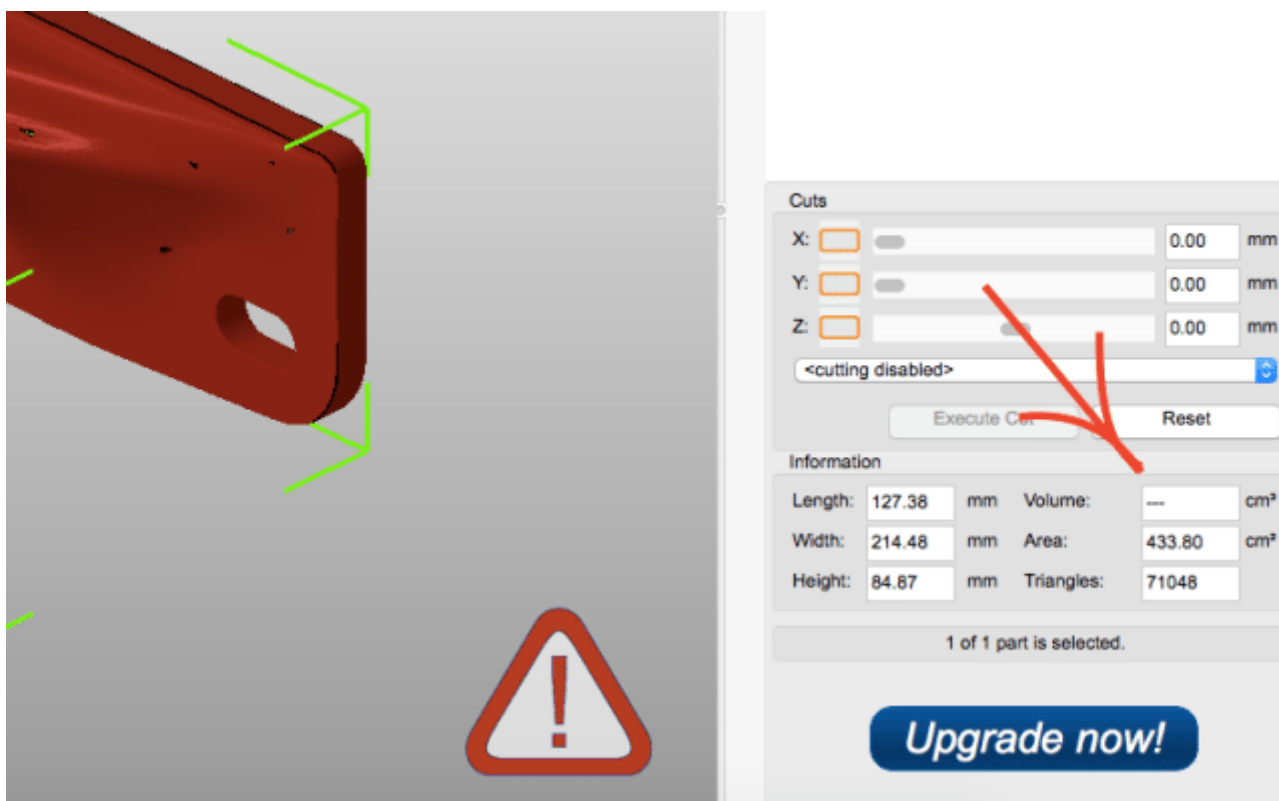 Cuts
X: 0.00 mm
Y: 0.00 mm
Z: 0.00 mm
<cutting disabled>
Execute Cut Reset
Information
Length: 127.38 mm Volume: --- cm³
Width: 214.48 mm Area: 433.80 cm²
Height: 84.87 mm Triangles: 71048
1 of 1 part is selected.
!
Upgrade now!